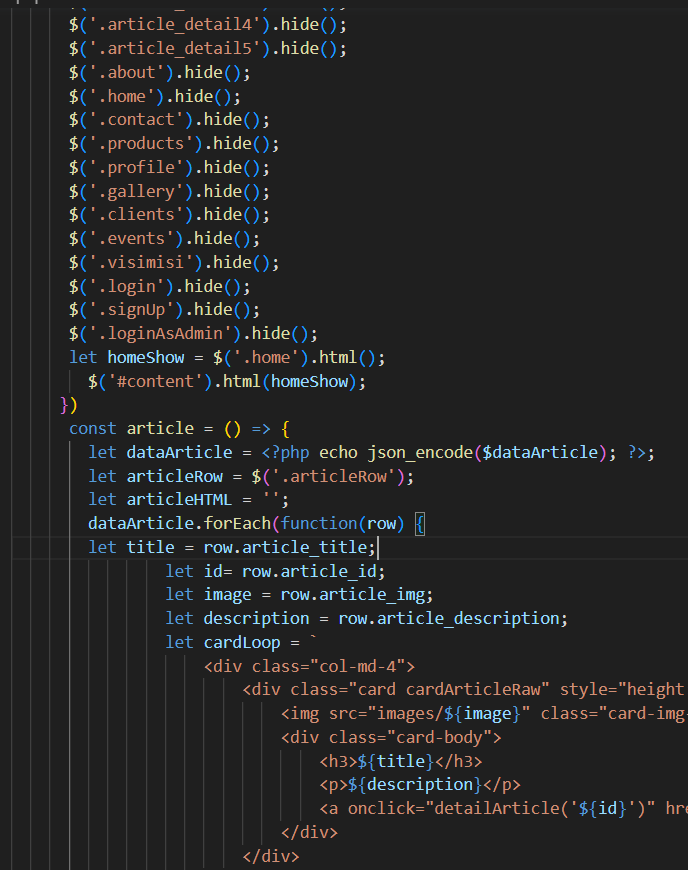 $('.article_detail4').hide();
$('.article_detail5').hide();
$('.about').hide();
$('.home').hide();
$('.contact').hide();
$('.products').hide();
$('.profile').hide();
$('.gallery').hide();
$('.clients').hide();
$('.events').hide();
$('.visimisi').hide();
$('.login').hide();
$('.signUp').hide();
$('.loginAsAdmin').hide();
let homeShow = $('.home').html();
$('#content').html(homeShow);
})
const article = () => {
let dataArticle = <?php echo json_encode($dataArticle); ?>;
let articleRow = $('.articleRow');
let articleHTML = '';
dataArticle.forEach(function(row) {
let title = row.article_title;
let id= row.article_id;
let image = row.article_img;
let description = row.article_description;
let cardLoop = `
<div class="col-md-4">
<div class="card cardArticleRaw" style="height
<img src="images/${image}" class="card-img-
<div class="card-body">
<h3>${title}</h3>
<p>${description}</p>
<a onclick="detailArticle('${id}')" hre
</div>
</div>